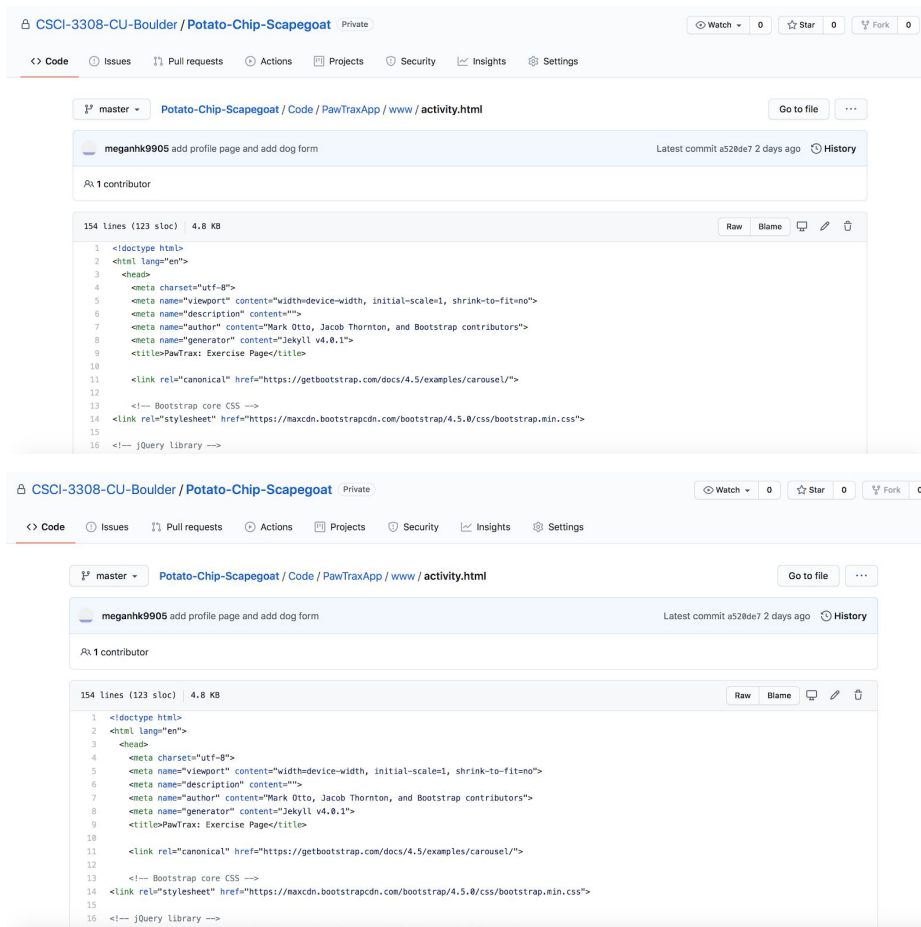 CSCI-3308-CU-Boulder / Potato-Chip-Scapegoat Private Watch 0 Star 0 Fork 0
<> Code Issues Pull requests Actions Projects Security Insights Settings
master Potato-Chip-Scapegoat / Code / PawTraxApp / www / activity.html Go to file ...
meganhk9905 add profile page and add dog form Latest commit a520de7 2 days ago History
1 contributor
154 lines (123 sloc) 4.8 KB Raw Blame
1 <!doctype html>
2 <html lang="en">
3 <head>
4 <meta charset="utf-8">
5 <meta name="viewport" content="width=device-width, initial-scale=1, shrink-to-fit=no">
6 <meta name="description" content="">
7 <meta name="author" content="Mark Otto, Jacob Thornton, and Bootstrap contributors">
8 <meta name="generator" content="Jekyll v4.0.1">
9 <title>PawTrax: Exercise Page</title>
10
11 <link rel="canonical" href="https://getbootstrap.com/docs/4.5/examples/carousel/">
12
13 <!-- Bootstrap core CSS -->
14 <link rel="stylesheet" href="https://maxcdn.bootstrapcdn.com/bootstrap/4.5.0/css/bootstrap.min.css">
15
16 <!-- jQuery library -->
CSCI-3308-CU-Boulder / Potato-Chip-Scapegoat Private Watch 0 Star 0 Fork 0
<> Code Issues Pull requests Actions Projects Security Insights Settings
master Potato-Chip-Scapegoat / Code / PawTraxApp / www / activity.html Go to file ...
meganhk9905 add profile page and add dog form Latest commit a520de7 2 days ago History
1 contributor
154 lines (123 sloc) 4.8 KB Raw Blame
1 <!doctype html>
2 <html lang="en">
3 <head>
4 <meta charset="utf-8">
5 <meta name="viewport" content="width=device-width, initial-scale=1, shrink-to-fit=no">
6 <meta name="description" content="">
7 <meta name="author" content="Mark Otto, Jacob Thornton, and Bootstrap contributors">
8 <meta name="generator" content="Jekyll v4.0.1">
9 <title>PawTrax: Exercise Page</title>
10
11 <link rel="canonical" href="https://getbootstrap.com/docs/4.5/examples/carousel/">
12
13 <!-- Bootstrap core CSS -->
14 <link rel="stylesheet" href="https://maxcdn.bootstrapcdn.com/bootstrap/4.5.0/css/bootstrap.min.css">
15
16 <!-- jQuery library -->